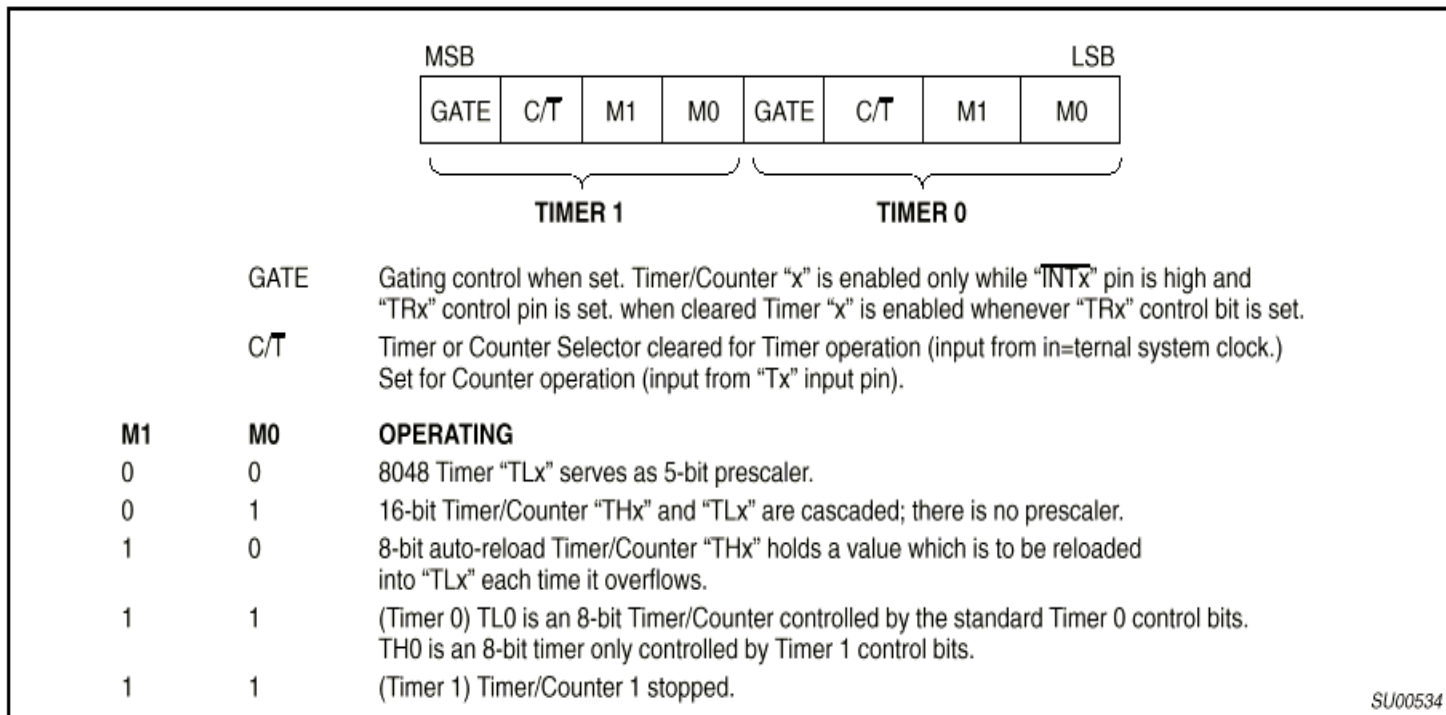 MSB LSB
GATE C/T̅ M1 M0 GATE C/T̅ M1 M0
TIMER 1 TIMER 0
GATE Gating control when set. Timer/Counter “x” is enabled only while “I̅N̅T̅x̅” pin is high and
“TRx” control pin is set. when cleared Timer “x” is enabled whenever “TRx” control bit is set.
C/T̅ Timer or Counter Selector cleared for Timer operation (input from in=ternal system clock.)
Set for Counter operation (input from “Tx” input pin).
M1 M0 OPERATING
0 0 8048 Timer “TLx” serves as 5-bit prescaler.
0 1 16-bit Timer/Counter “THx” and “TLx” are cascaded; there is no prescaler.
1 0 8-bit auto-reload Timer/Counter “THx” holds a value which is to be reloaded
into “TLx” each time it overflows.
1 1 (Timer 0) TL0 is an 8-bit Timer/Counter controlled by the standard Timer 0 control bits.
TH0 is an 8-bit timer only controlled by Timer 1 control bits.
1 1 (Timer 1) Timer/Counter 1 stopped.
SU00534